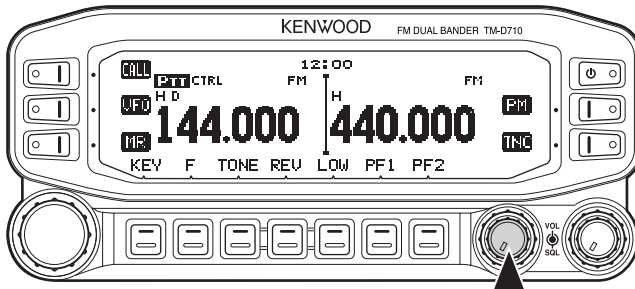 KENWOOD FM DUAL BANDER TM-D710
12:00
CALL PTT CTRL FM FM
VFO H D H PM
MR 144.000 440.000 TNC
KEY F TONE REV LOW PF1 PF2
VOL
SQL